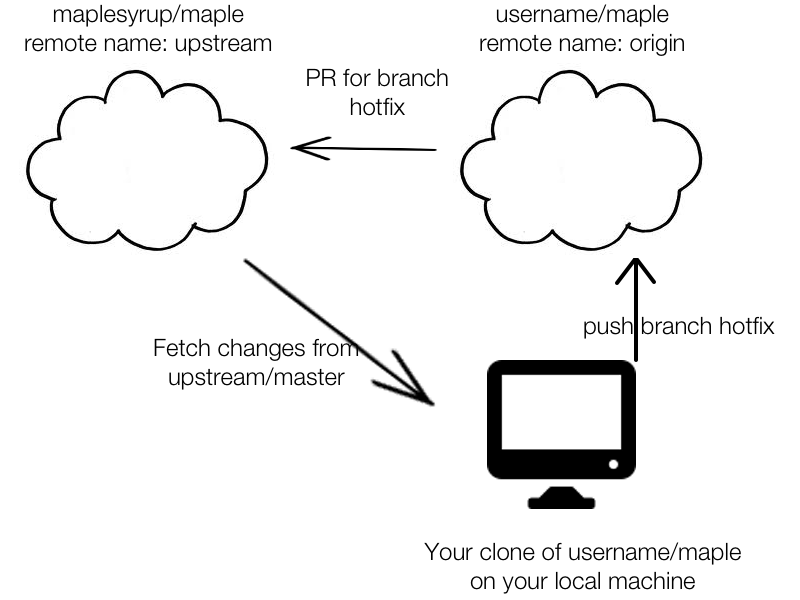 maplesyrup/maple
remote name: upstream
username/maple
remote name: origin
PR for branch
hotfix
Fetch changes from
upstream/master
push branch hotfix
Your clone of username/maple
on your local machine